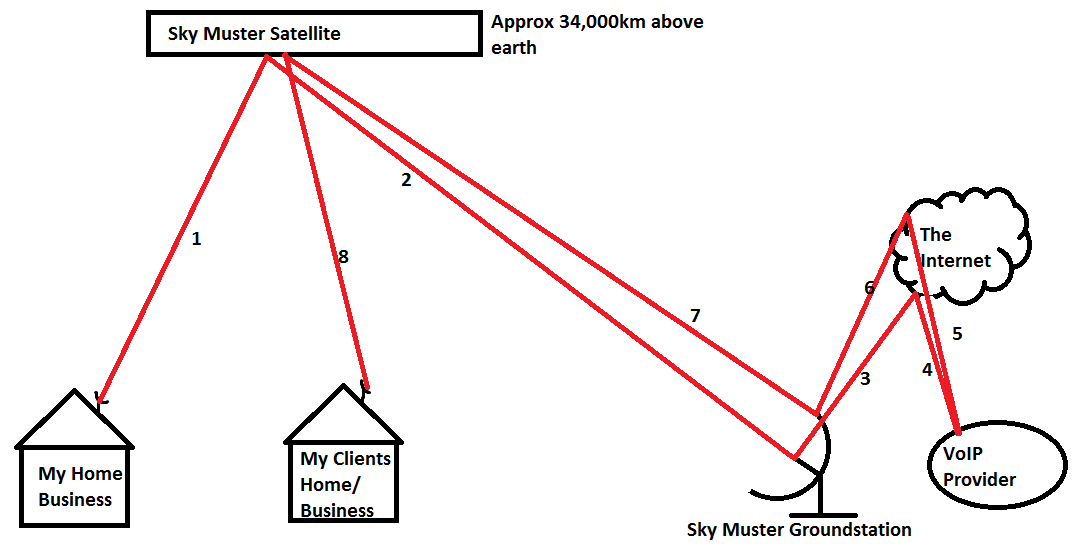 Sky Muster Satellite
Approx 34,000km above
earth
2
1
8
The
Internet
6
7
5
3
4
My Home
Business
My Clients
Home/
Business
VoIP
Provider
Sky Muster Groundstation